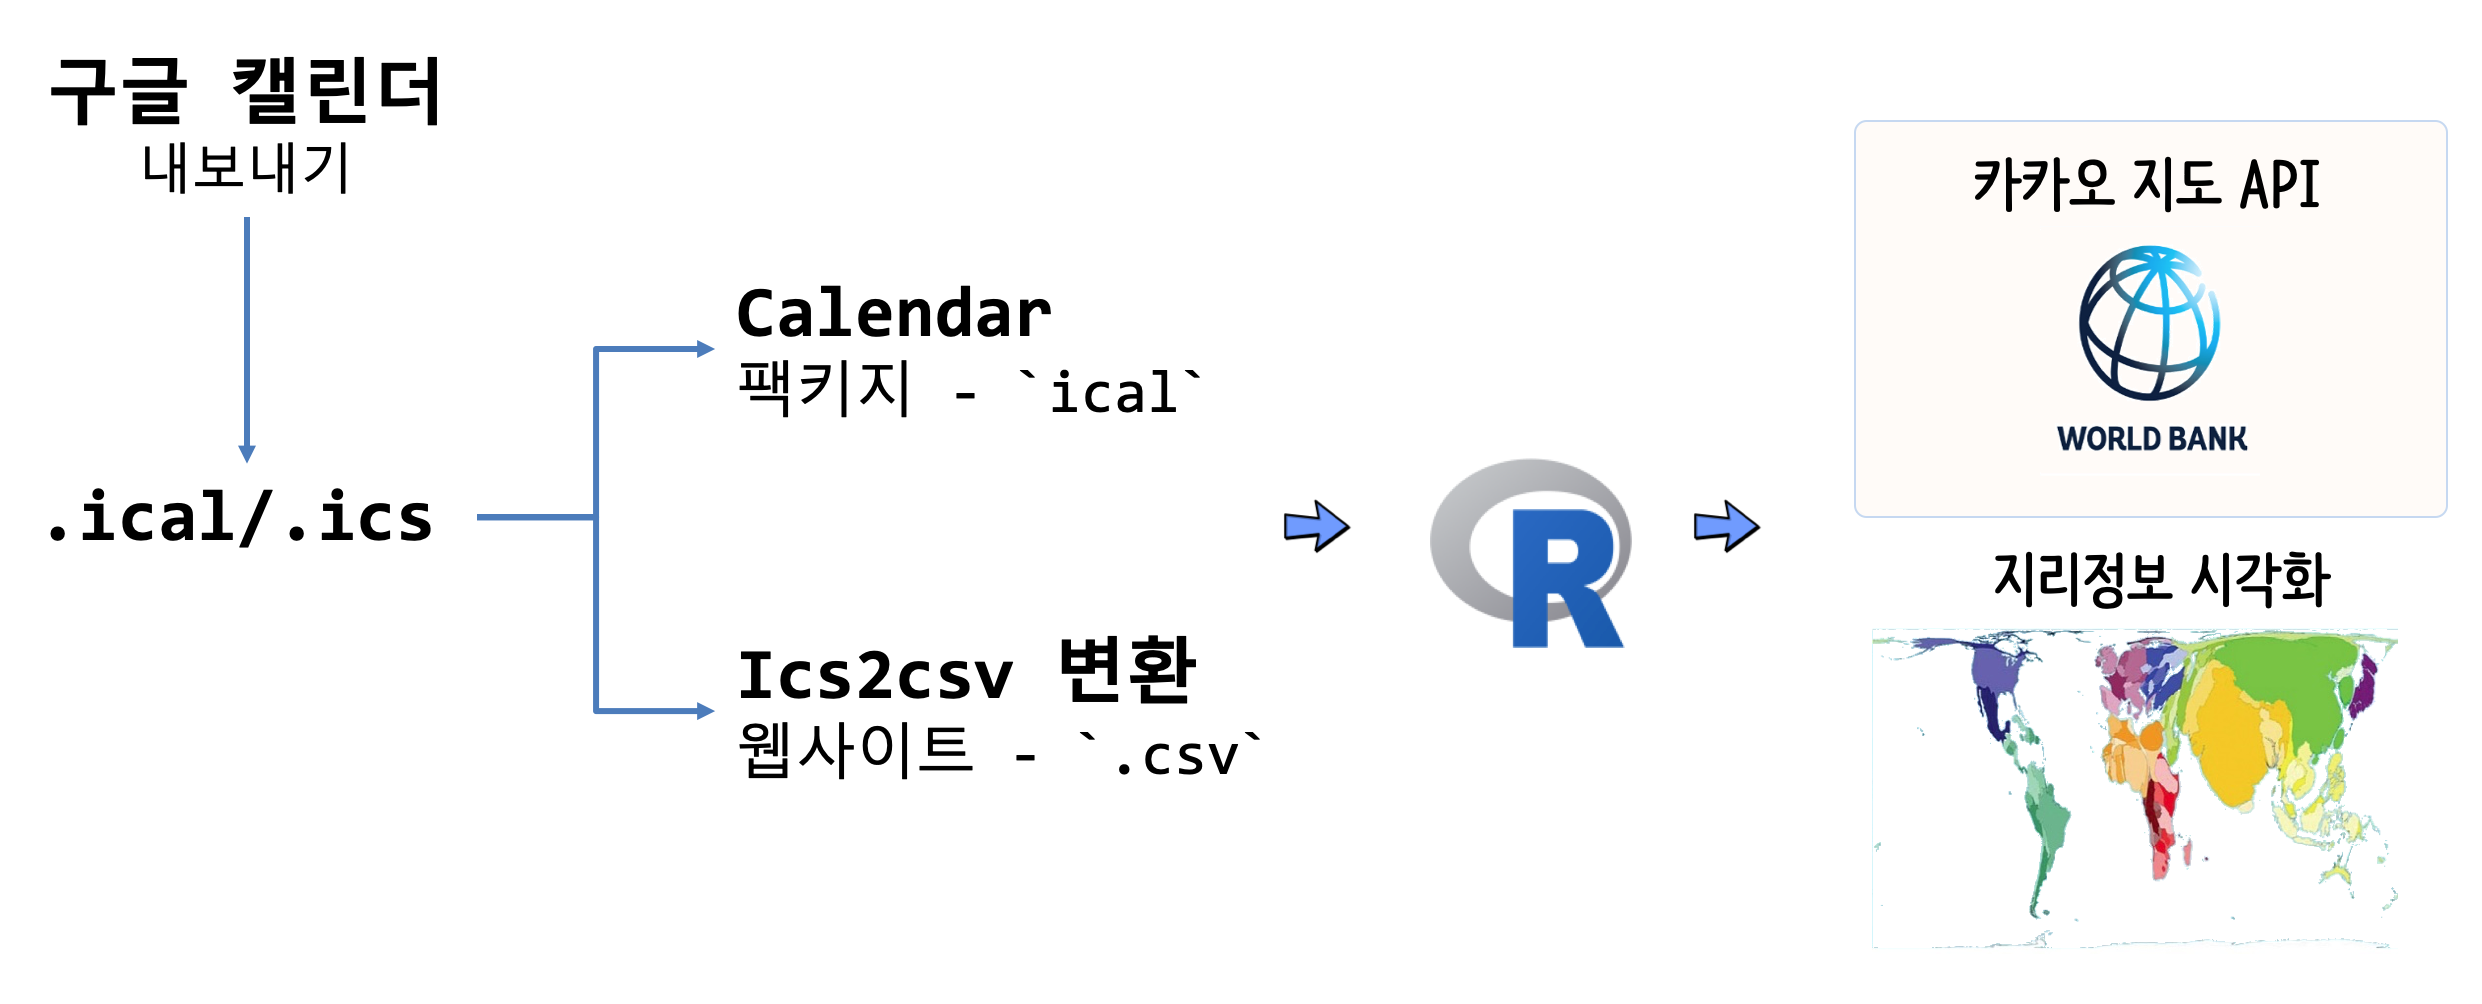 구글 캘린더
내보내기
.ical/.ics
Calendar
팩키지 - `ical`
Ics2csv 변환
웹사이트 - `.csv`
R
카카오 지도 API
WORLD BANK
지리정보 시각화